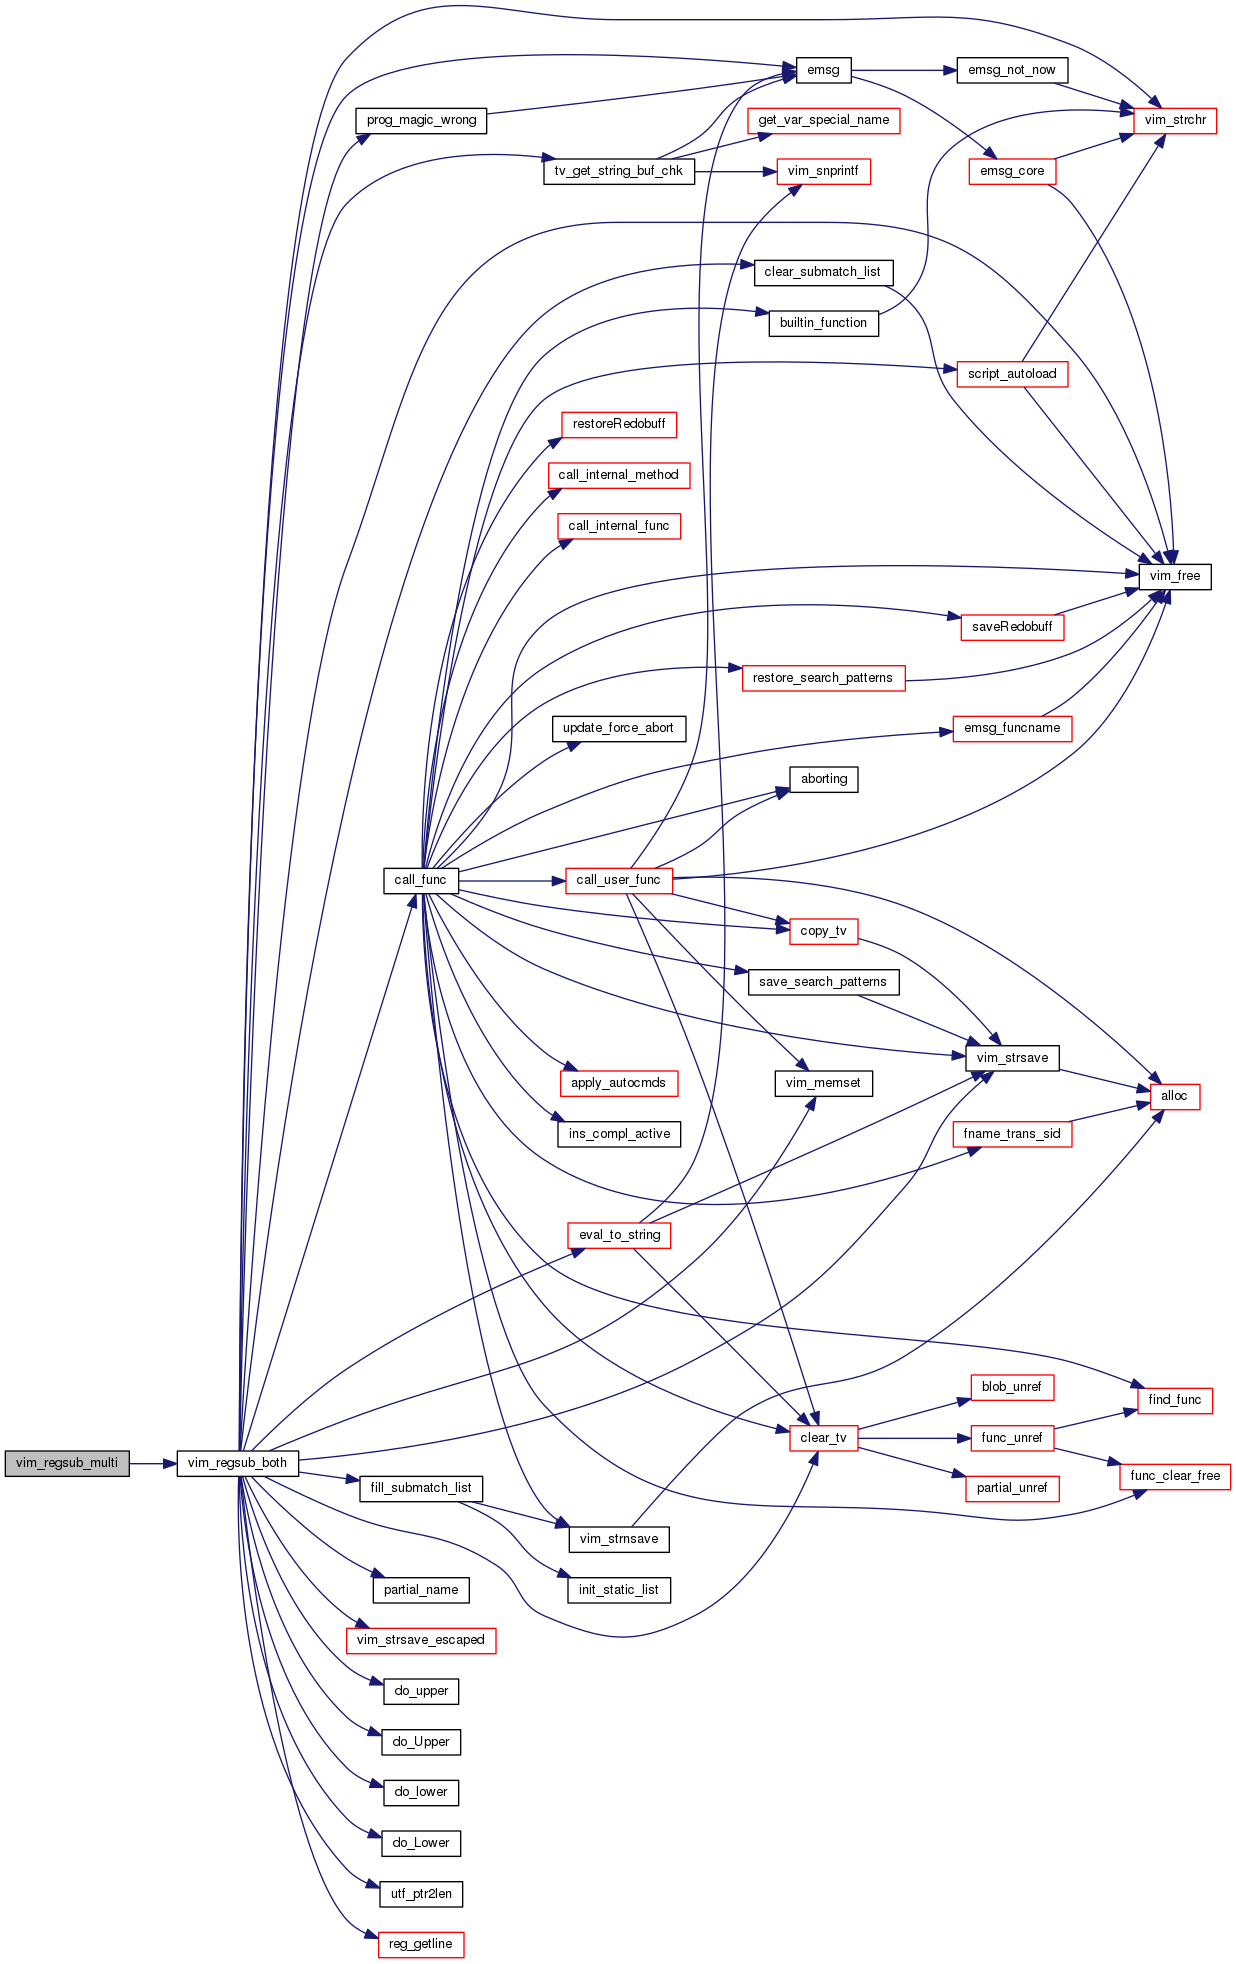 emsg
emsg_not_now
prog_magic_wrong
get_var_special_name
vim_strchr
tv_get_string_buf_chk
vim_snprintf
emsg_core
clear_submatch_list
builtin_function
script_autoload
restoreRedobuff
call_internal_method
call_internal_func
vim_free
saveRedobuff
restore_search_patterns
update_force_abort
emsg_funcname
aborting
call_func
call_user_func
copy_tv
save_search_patterns
vim_strsave
apply_autocmds
vim_memset
alloc
ins_compl_active
fname_trans_sid
eval_to_string
blob_unref
find_func
clear_tv
func_unref
vim_regsub_multi
vim_regsub_both
func_clear_free
fill_submatch_list
partial_unref
vim_strnsave
partial_name
init_static_list
vim_strsave_escaped
do_upper
do_Upper
do_lower
do_Lower
utf_ptr2len
reg_getline